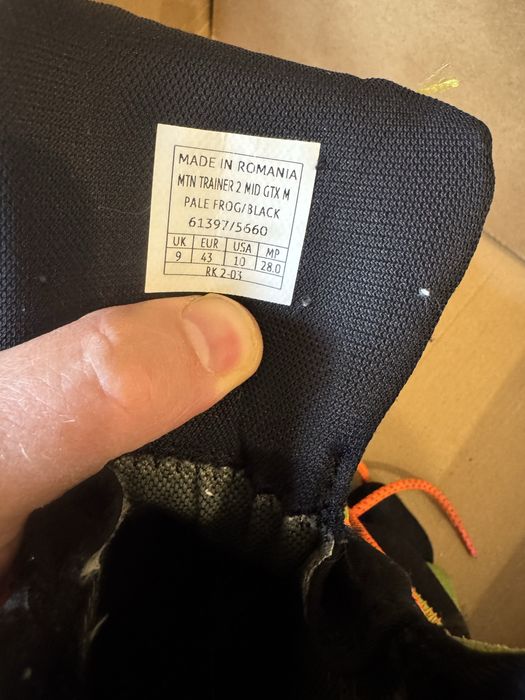 MADE IN ROMANIA
MTN TRAINER 2 MID GTX M
PALE FROG/BLACK
61397/5660
UK EUR USA MP
9 43 10 28.0
RK 2-03